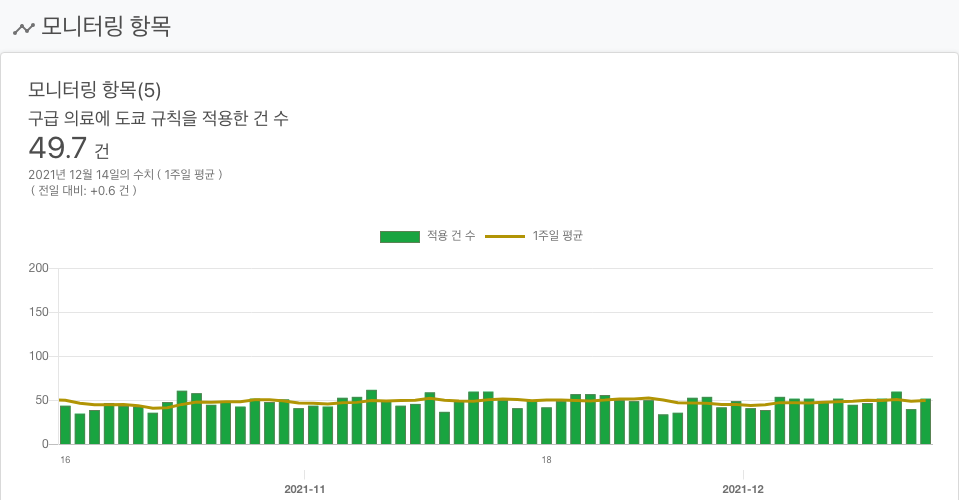 모니터링 항목
모니터링 항목(5)
구급 의료에 도쿄 규칙을 적용한 건 수
49.7 건
2021년 12월 14일의 수치 ( 1주일 평균 )
( 전일 대비: +0.6 건 )
적용 건 수 1주일 평균
200
150
100
50
0
16 18
2021-11 2021-12